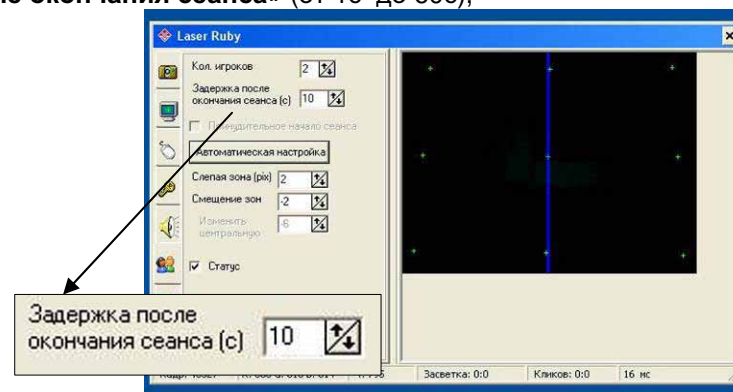 Laser Ruby
Кол. игроков 2
Задержка после
окончания сеанса (с) 10
Принудительное начало сеанса
Автоматическая настройка
Слепая зона (pix) 2
Смещение зон -2
Изменить -6
центральную
Статус
Задержка после
окончания сеанса (с) 10
Засветка: 0:0 Кликов: 0:0 16 мс